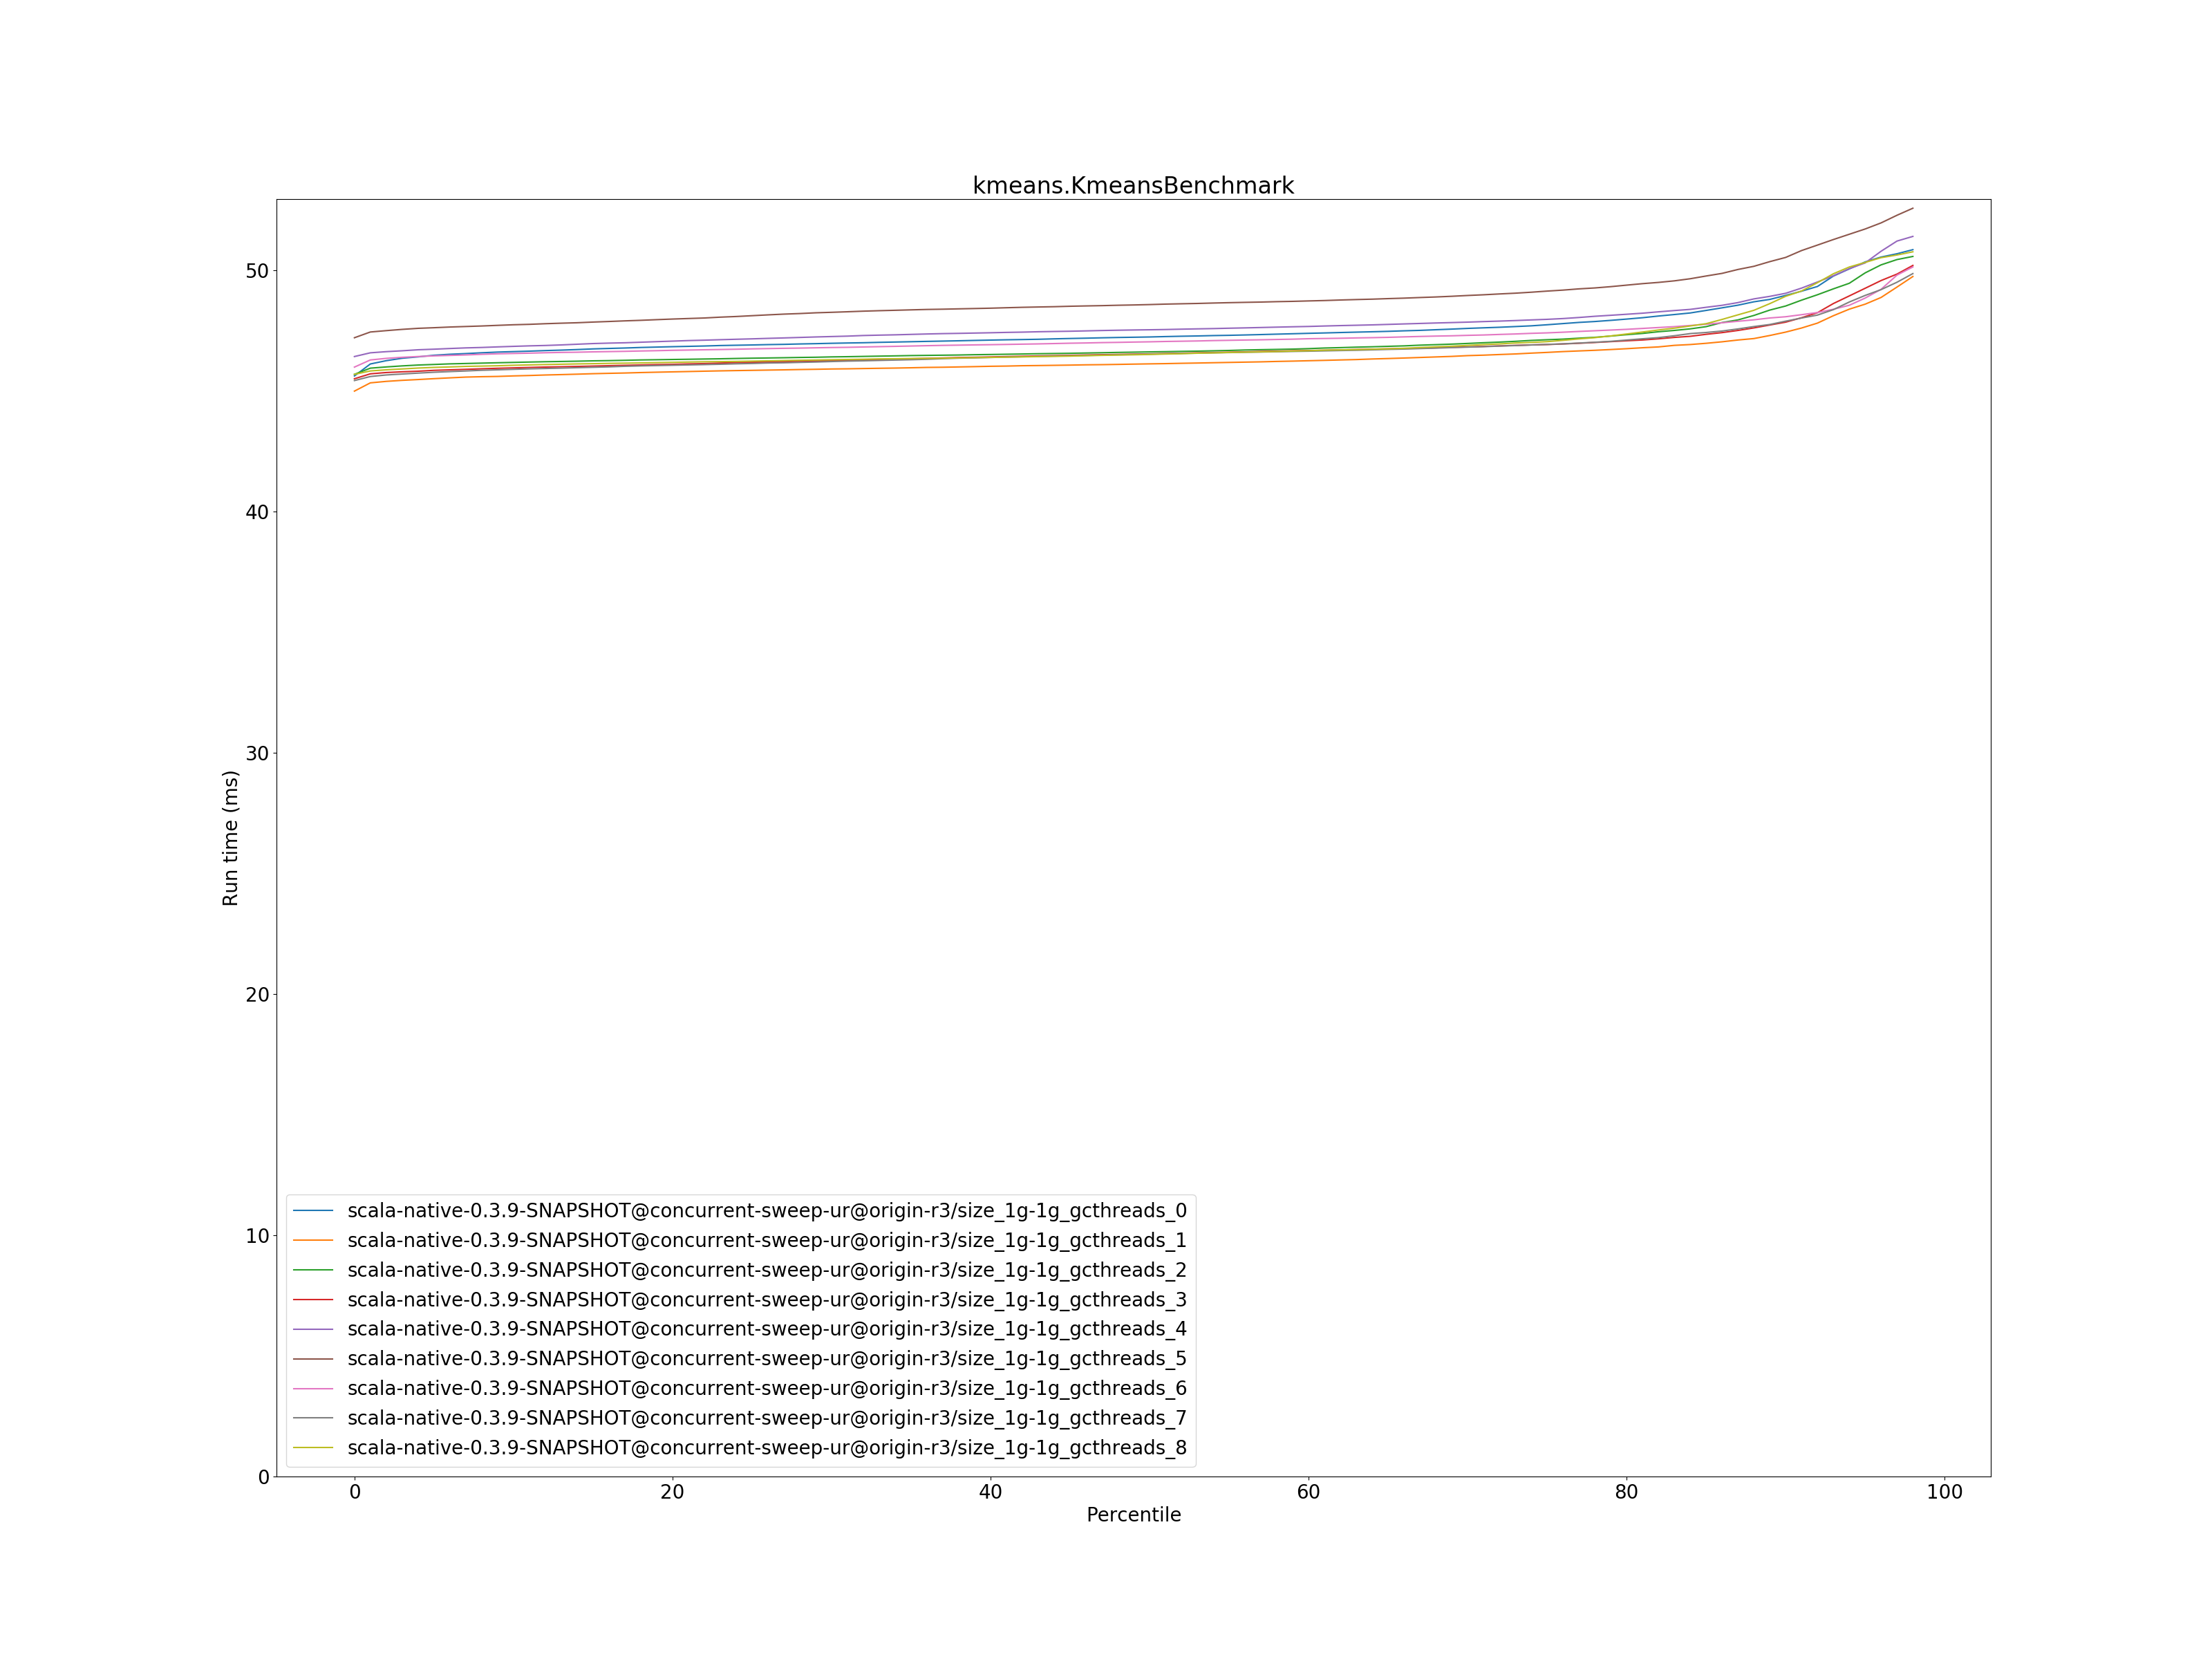 kmeans.KmeansBenchmark
Run time (ms)
50
40
30
20
10
0
scala-native-0.3.9-SNAPSHOT@concurrent-sweep-ur@origin-r3/size_1g-1g_gcthreads_0
scala-native-0.3.9-SNAPSHOT@concurrent-sweep-ur@origin-r3/size_1g-1g_gcthreads_1
scala-native-0.3.9-SNAPSHOT@concurrent-sweep-ur@origin-r3/size_1g-1g_gcthreads_2
scala-native-0.3.9-SNAPSHOT@concurrent-sweep-ur@origin-r3/size_1g-1g_gcthreads_3
scala-native-0.3.9-SNAPSHOT@concurrent-sweep-ur@origin-r3/size_1g-1g_gcthreads_4
scala-native-0.3.9-SNAPSHOT@concurrent-sweep-ur@origin-r3/size_1g-1g_gcthreads_5
scala-native-0.3.9-SNAPSHOT@concurrent-sweep-ur@origin-r3/size_1g-1g_gcthreads_6
scala-native-0.3.9-SNAPSHOT@concurrent-sweep-ur@origin-r3/size_1g-1g_gcthreads_7
scala-native-0.3.9-SNAPSHOT@concurrent-sweep-ur@origin-r3/size_1g-1g_gcthreads_8
0 20 40 60 80 100
Percentile